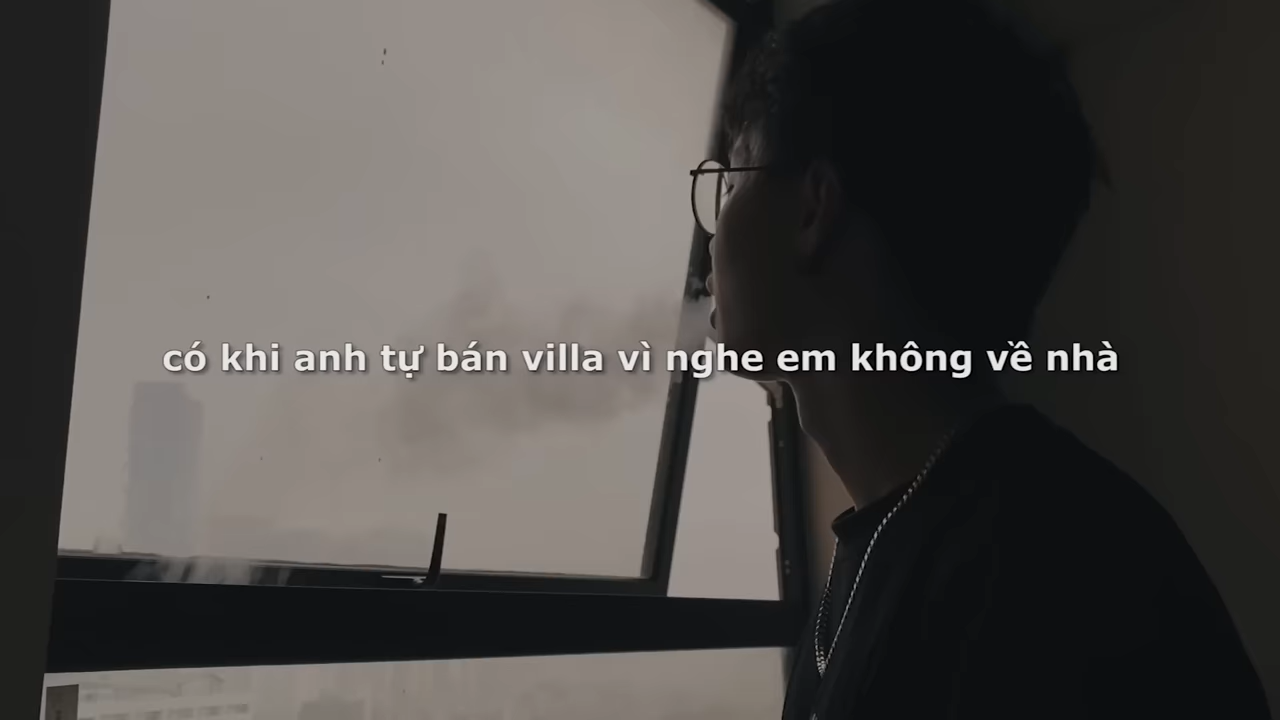 có khi anh tự bán villa vì nghe em không về nhà